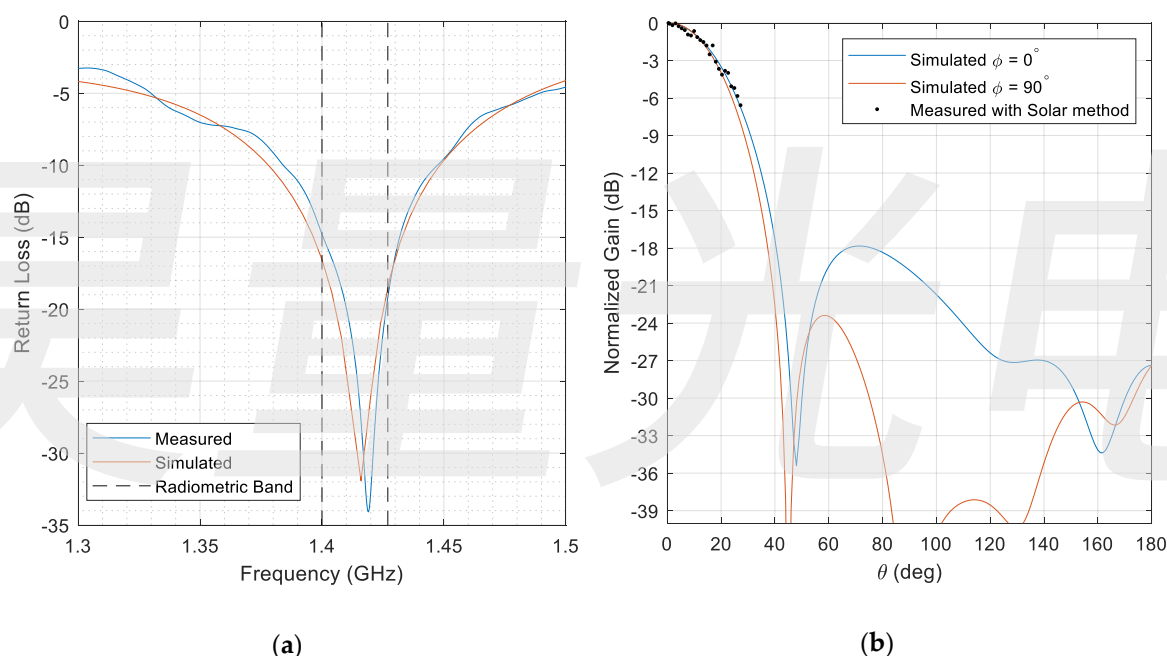 0
-5
-10
-15
-20
-25
-30
-35
Return Loss (dB)
Measured
Simulated
Radiometric Band
1.3
1.35
1.4
1.45
1.5
Frequency (GHz)
(a)
0
-3
-6
-9
-12
-15
-18
-21
-24
-27
-30
-33
-36
-39
Normalized Gain (dB)
Simulated ϕ = 0°
Simulated ϕ = 90°
Measured with Solar method
0
20
40
60
80
100
120
140
160
180
θ (deg)
(b)
量光